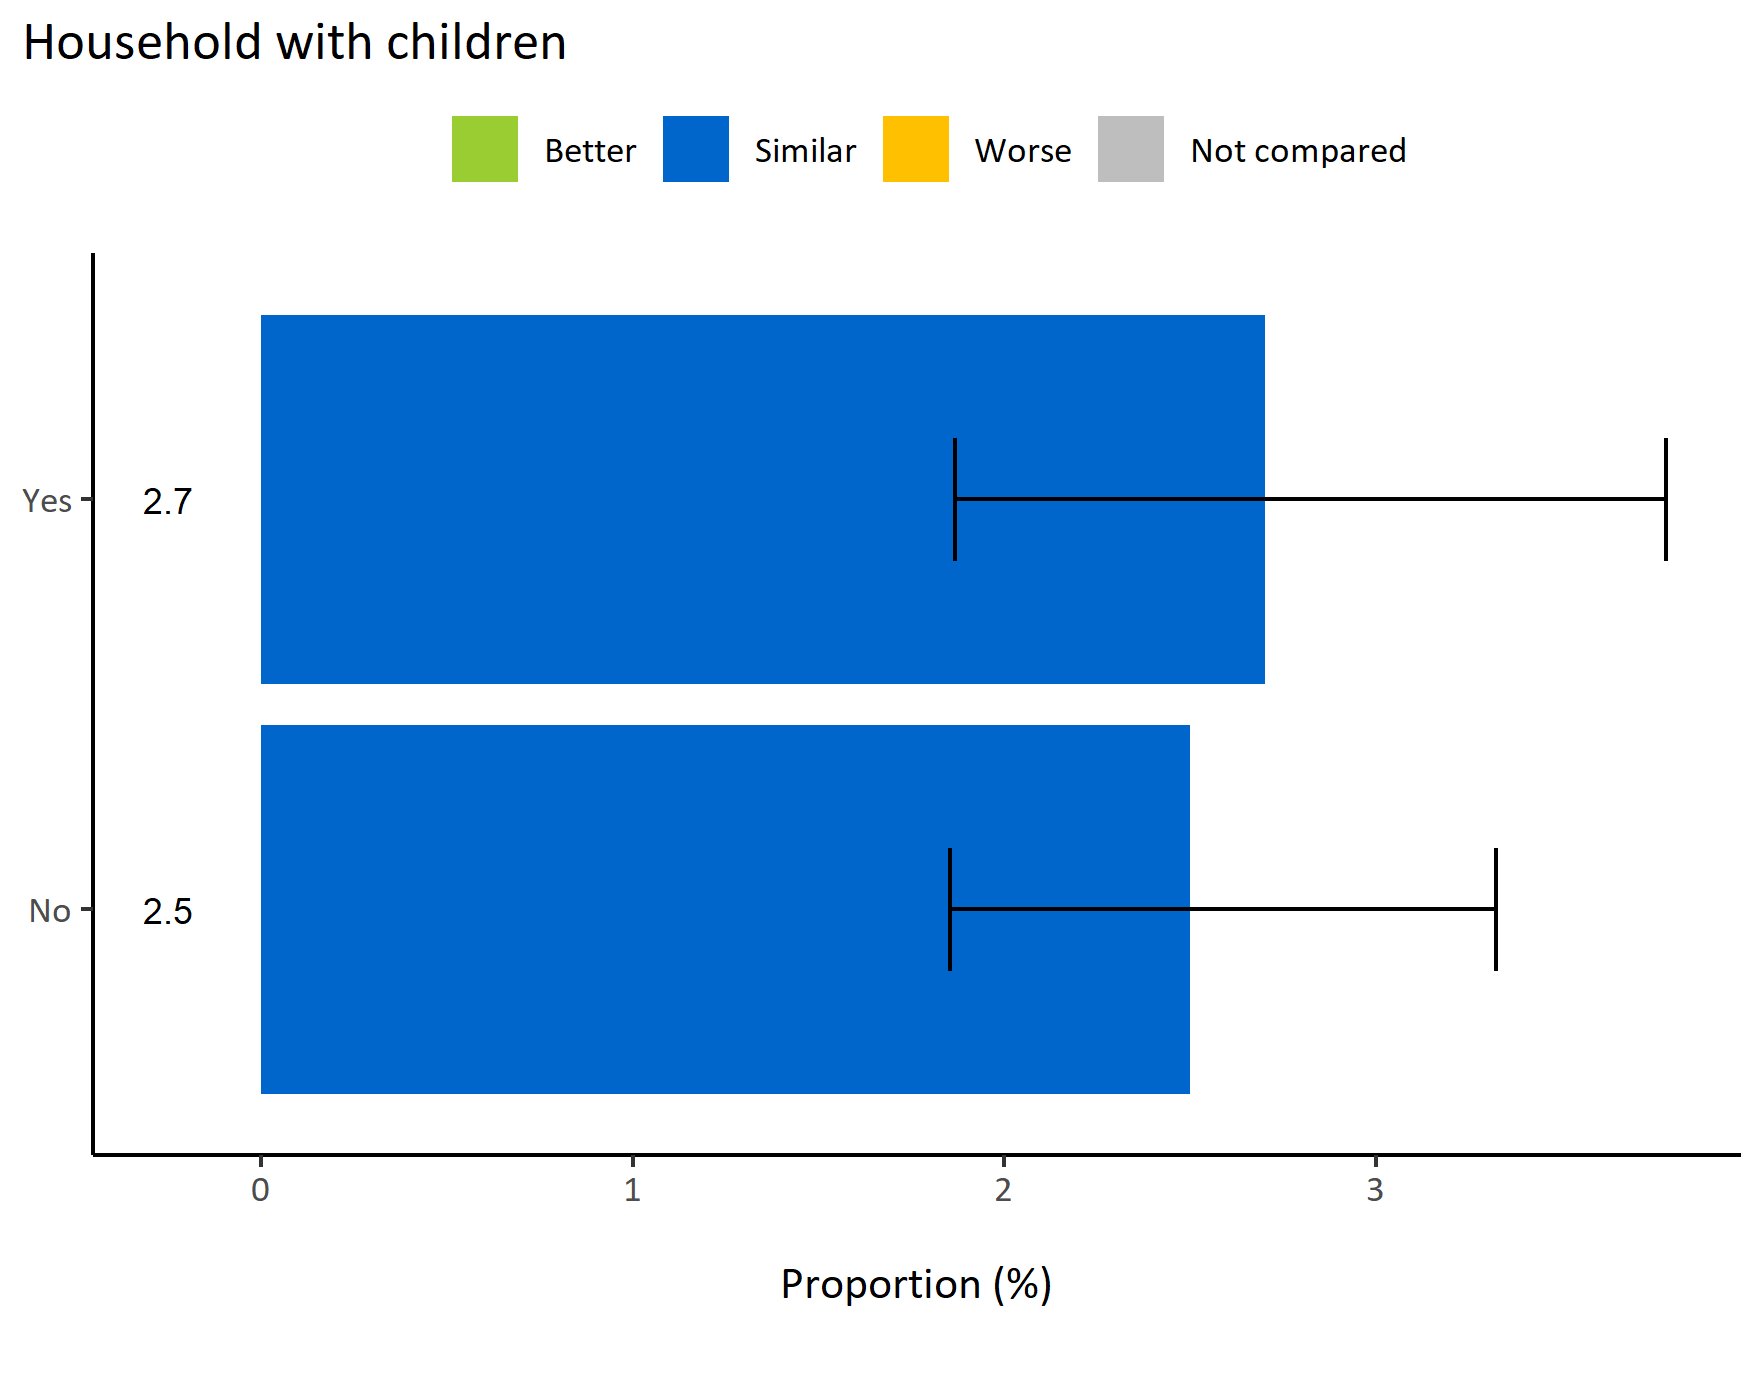 Household with children
Better Similar Worse Not compared
Yes 2.7
No 2.5
0 1 2 3
Proportion (%)